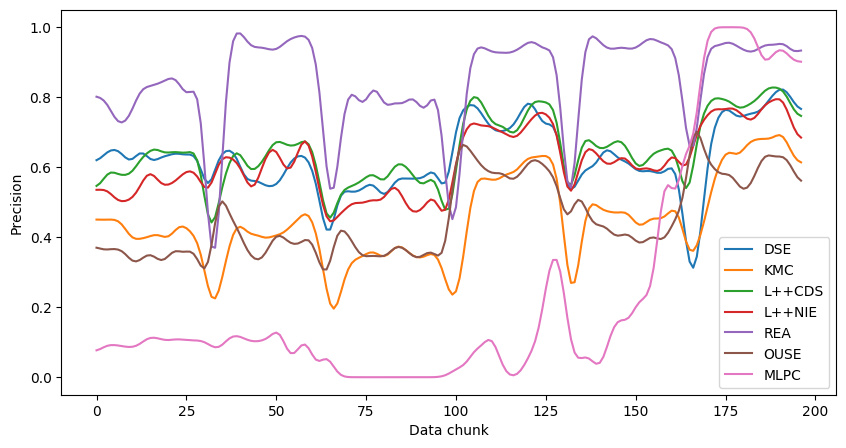 1.0
0.8
0.6
0.4
0.2
0.0
Precision
0
25
50
75
100
125
150
175
200
Data chunk
DSE
KMC
L++CDS
L++NIE
REA
OUSE
MLPC